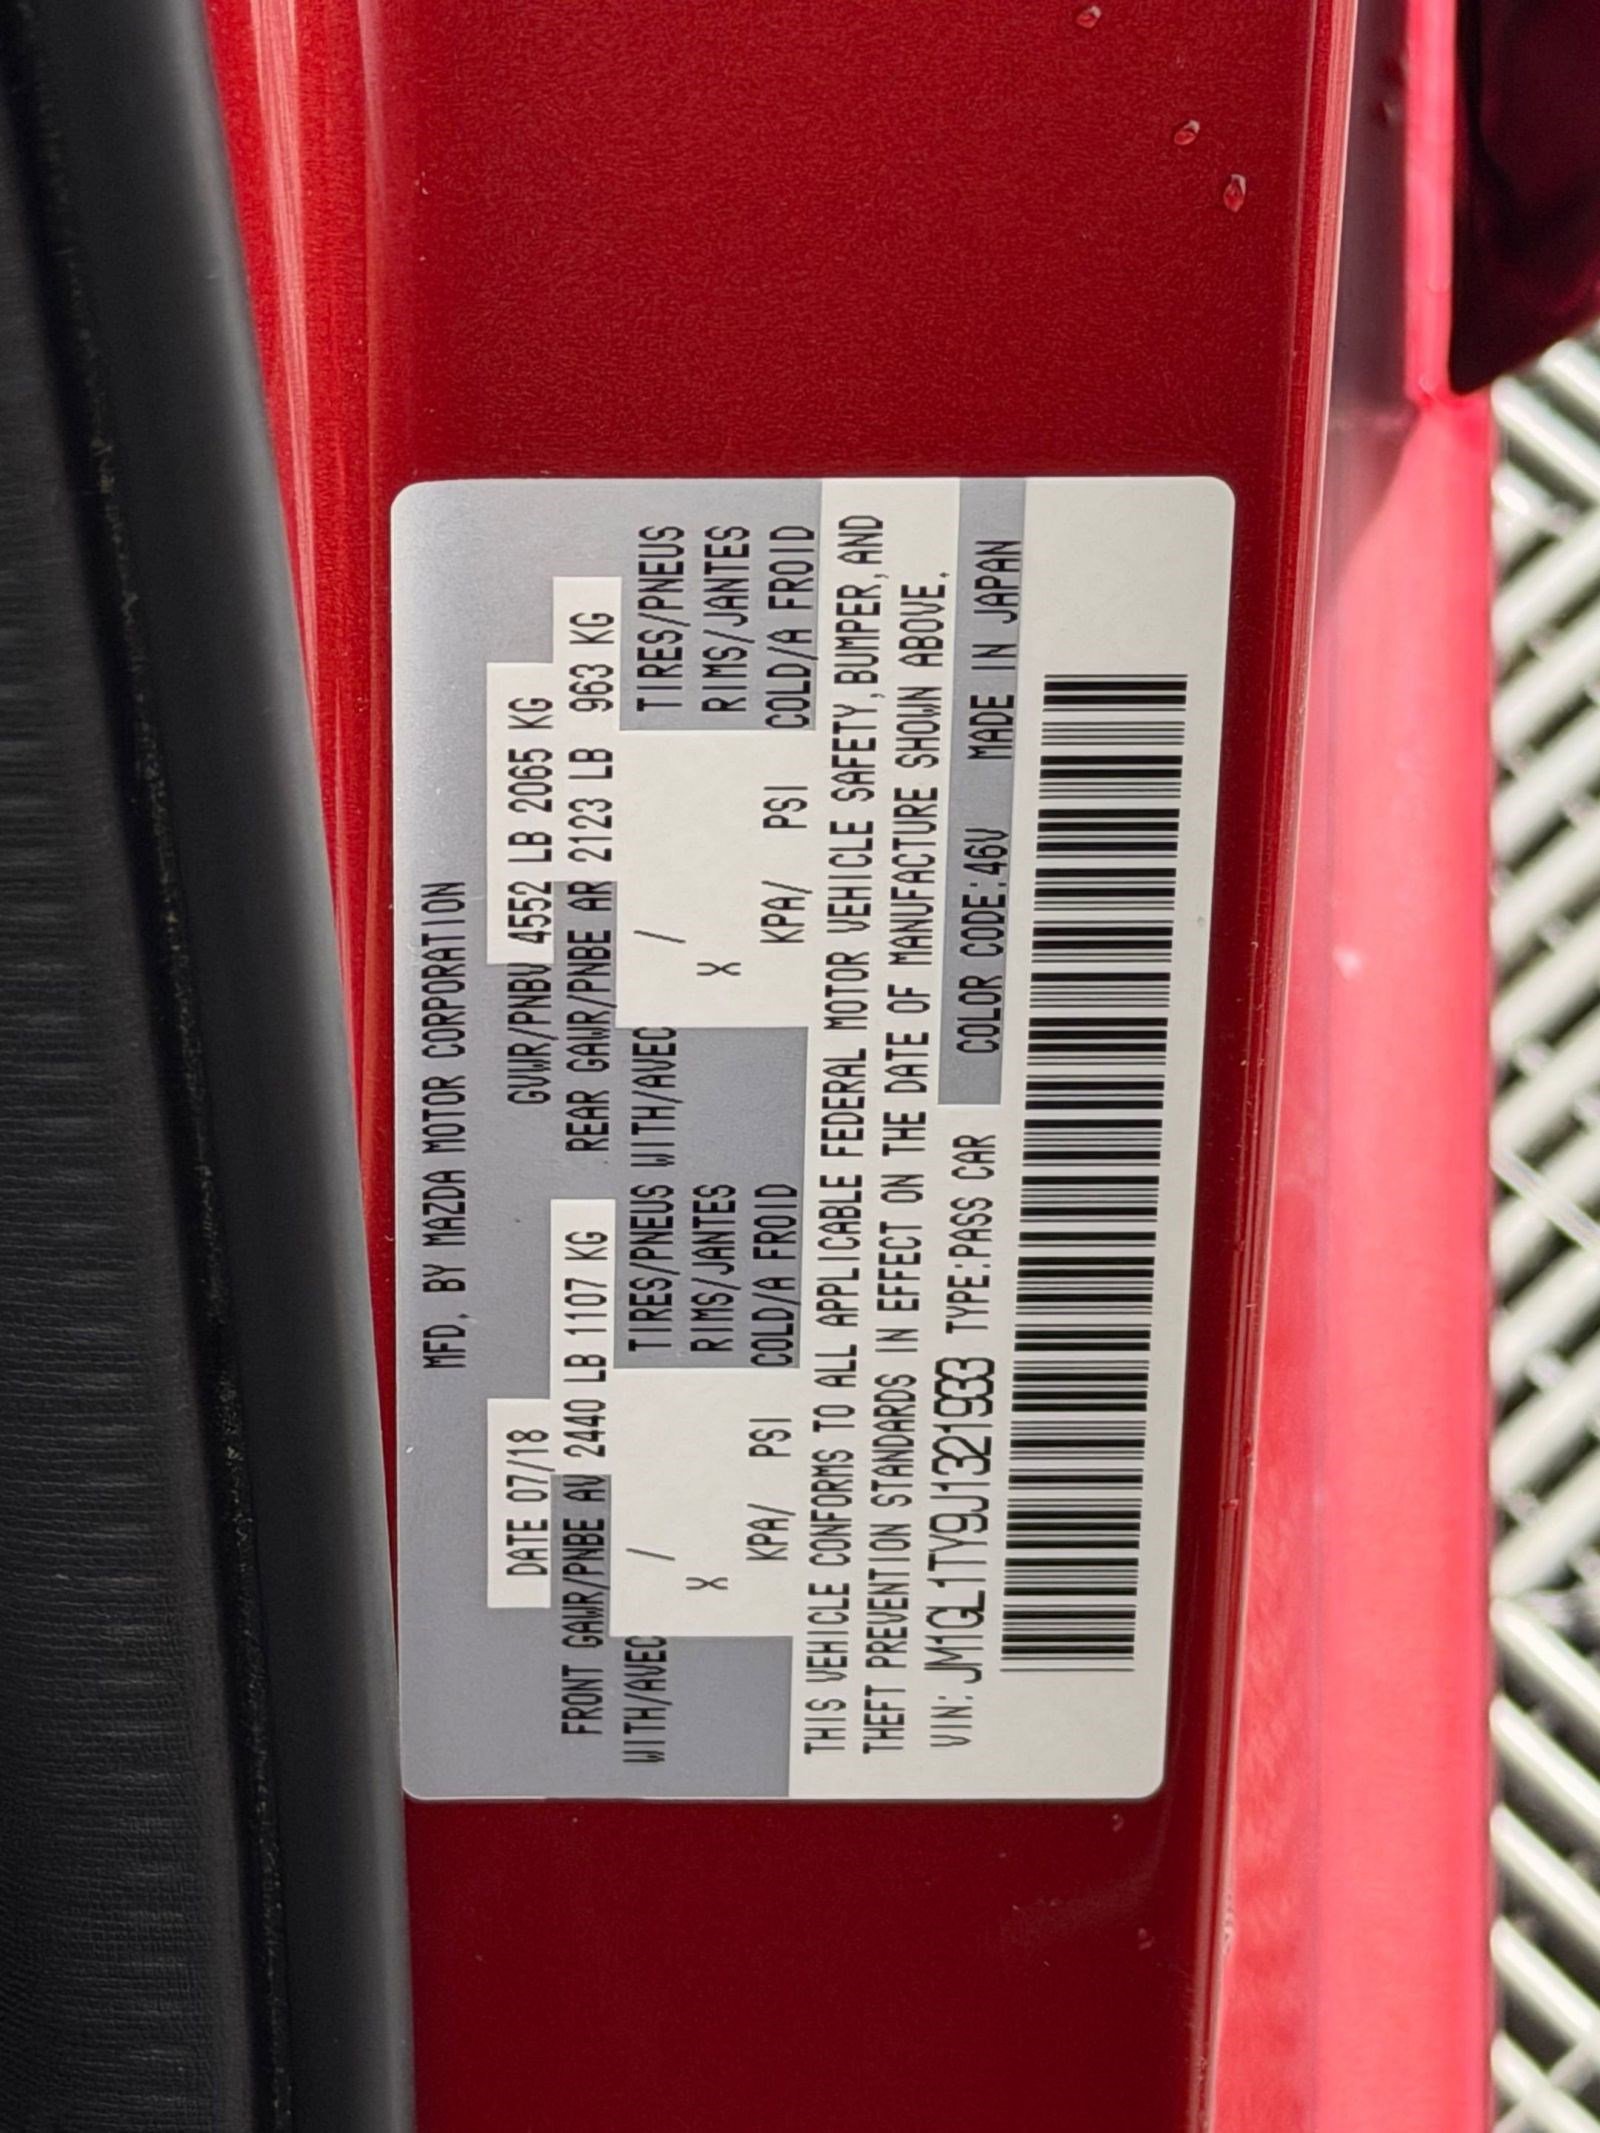 MFD. BY MAZDA MOTOR CORPORATION
DATE 07/18 GVWR/PNBV 4552 LB 2065 KG
FRONT GAWR/PNBE AV 2440 LB 1107 KG REAR GAWR/PNBE AR 2123 LB 963 KG
WITH/AVEC / TIRES/PNEUS WITH/AVEC / TIRES/PNEUS
X RIMS/JANTES X RIMS/JANTES
KPA/ PSI COLD/A FROID KPA/ PSI COLD/A FROID
THIS VEHICLE CONFORMS TO ALL APPLICABLE FEDERAL MOTOR VEHICLE SAFETY, BUMPER, AND
THEFT PREVENTION STANDARDS IN EFFECT ON THE DATE OF MANUFACTURE SHOWN ABOVE.
VIN: JM1GL1TY9J1321933 TYPE:PASS CAR COLOR CODE:46V MADE IN JAPAN